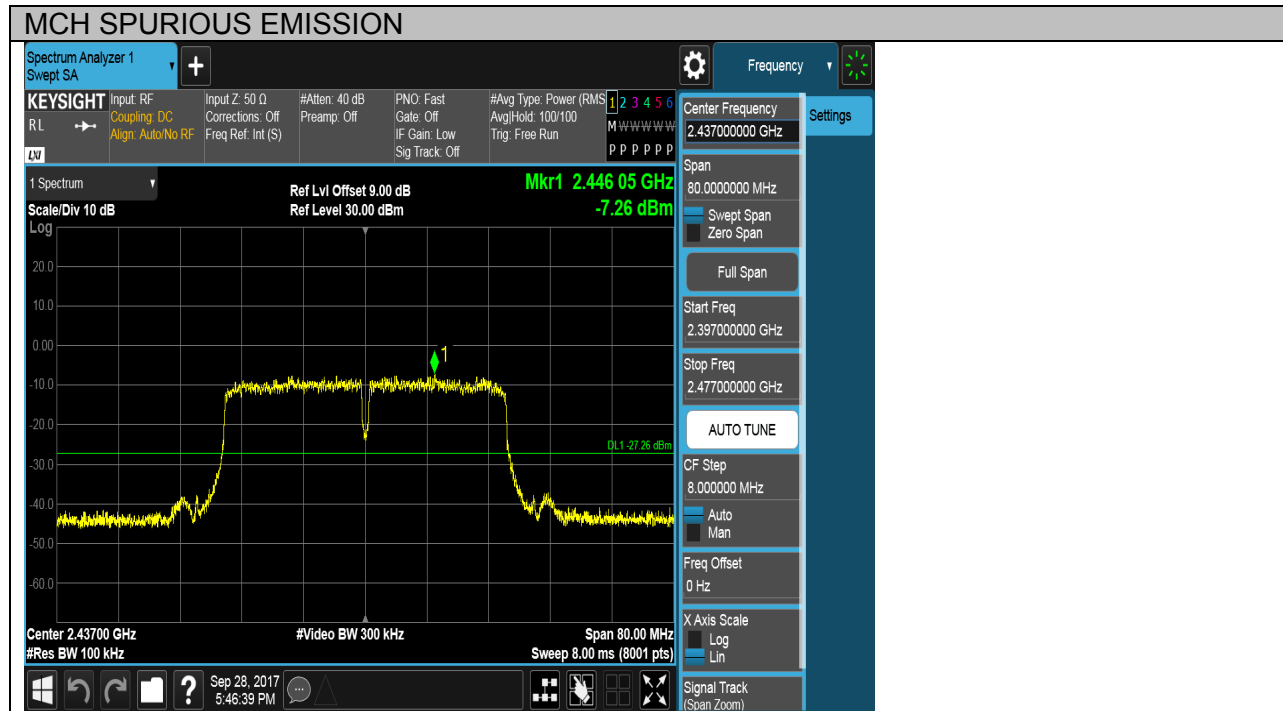 MCH SPURIOUS EMISSION
Spectrum Analyzer 1
Swept SA
Frequency
KEYSIGHT
R L
LXI
Input: RF
Coupling: DC
Align: Auto/No RF
Input Z: 50 Ω
Corrections: Off
Freq Ref: Int (S)
#Atten: 40 dB
Preamp: Off
PNO: Fast
Gate: Off
IF Gain: Low
Sig Track: Off
#Avg Type: Power (RMS
Avg|Hold: 100/100
Trig: Free Run
1 2 3 4 5 6
M W W W W W
P P P P P P
1 Spectrum
Scale/Div 10 dB
Log
Ref Lvl Offset 9.00 dB
Ref Level 30.00 dBm
Mkr1 2.446 05 GHz
-7.26 dBm
20.0
10.0
0.00
-10.0
-20.0
-30.0
-40.0
-50.0
-60.0
1
DL1 -27.26 dBm
Center 2.43700 GHz
#Res BW 100 kHz
#Video BW 300 kHz
Span 80.00 MHz
Sweep 8.00 ms (8001 pts)
?
Sep 28, 2017
5:46:39 PM
Center Frequency
2.437000000 GHz
Span
80.0000000 MHz
Swept Span
Zero Span
Full Span
Start Freq
2.397000000 GHz
Stop Freq
2.477000000 GHz
AUTO TUNE
CF Step
8.000000 MHz
Auto
Man
Freq Offset
0 Hz
X Axis Scale
Log
Lin
Signal Track
(Span Zoom)
Settings